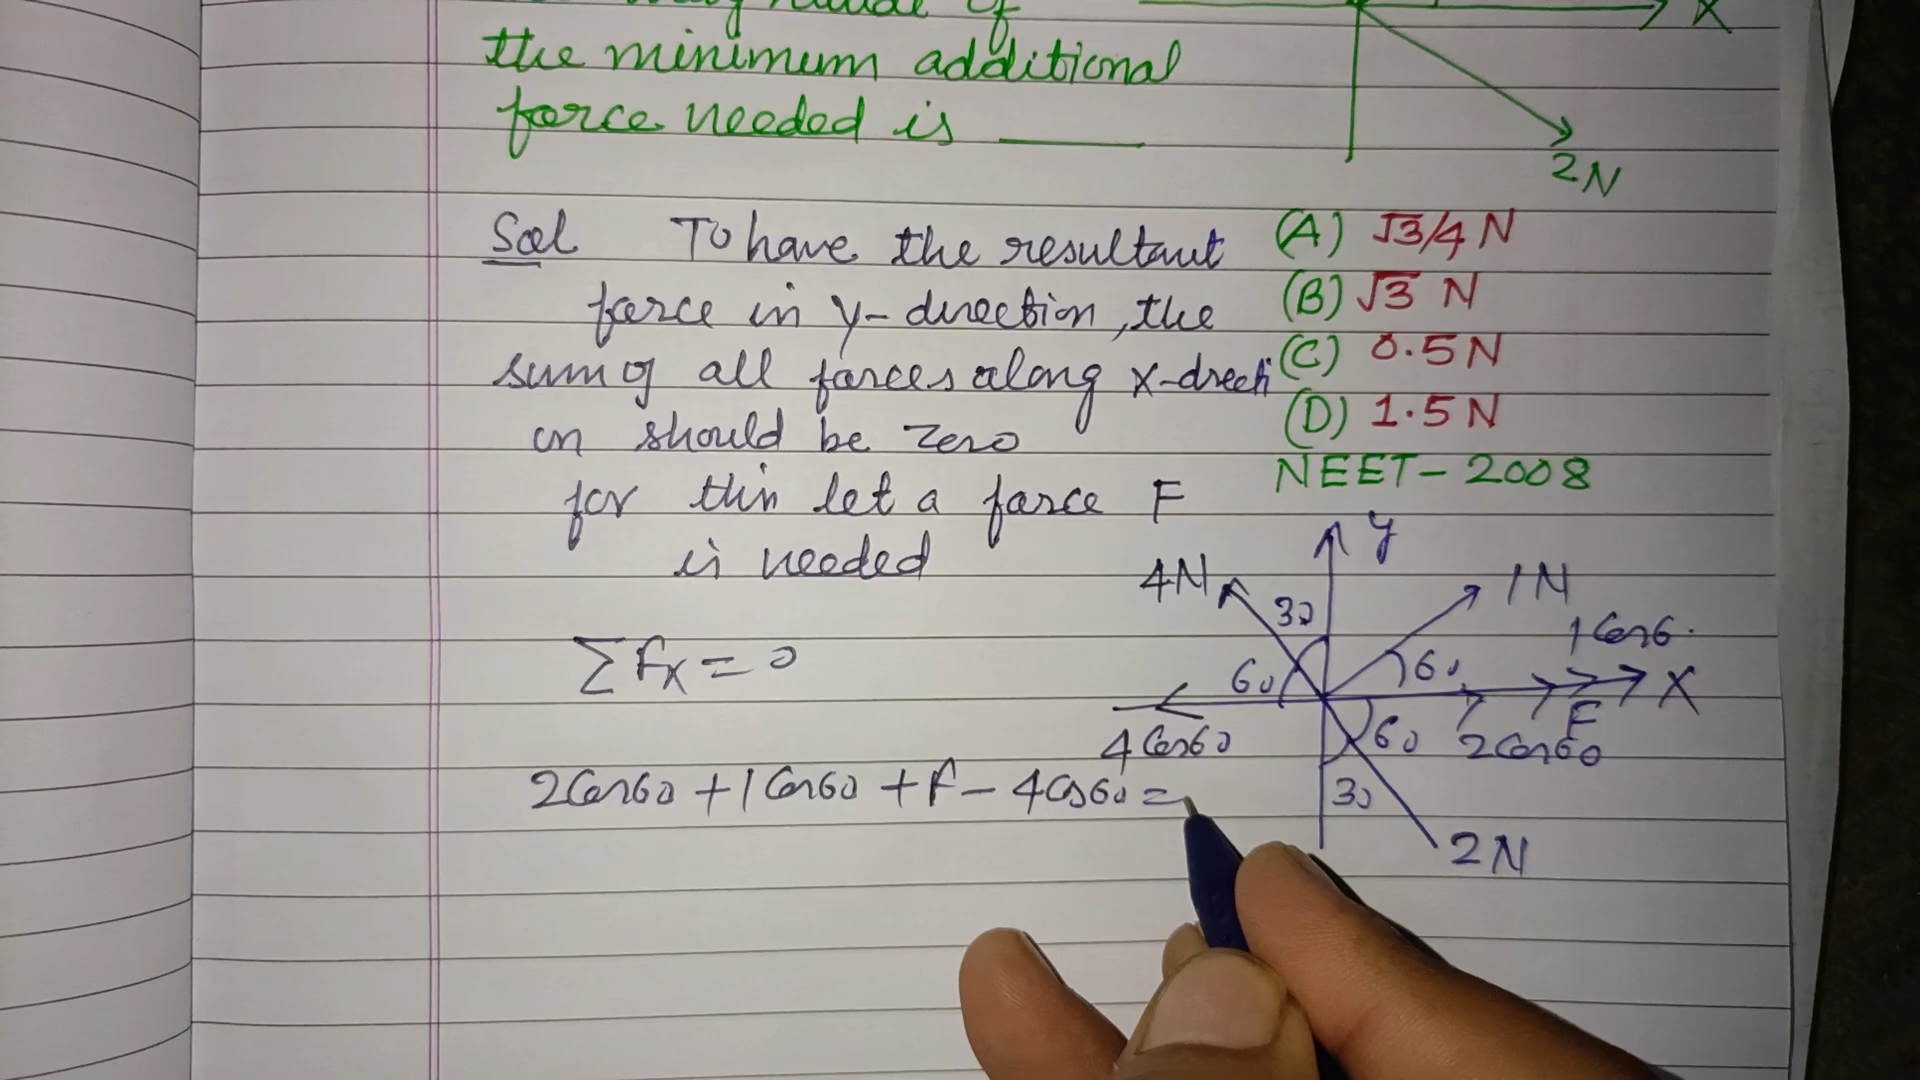 the minimum additional
force needed is
X
2N
Sol To have the resultant
force in y-direction, the
sum of all forces along x-directi
on should be zero
for this let a force F
is needed
(A) √3/4 N
(B) √3 N
(C) 0.5 N
(D) 1.5 N
NEET-2008
ΣFx = 0
2Cos60 + 1Cos60 + F - 4Cos60 =
y
4N
30
1N
1Cos6
60
60
X
F
4Cos60
60
2Cos60
30
2N